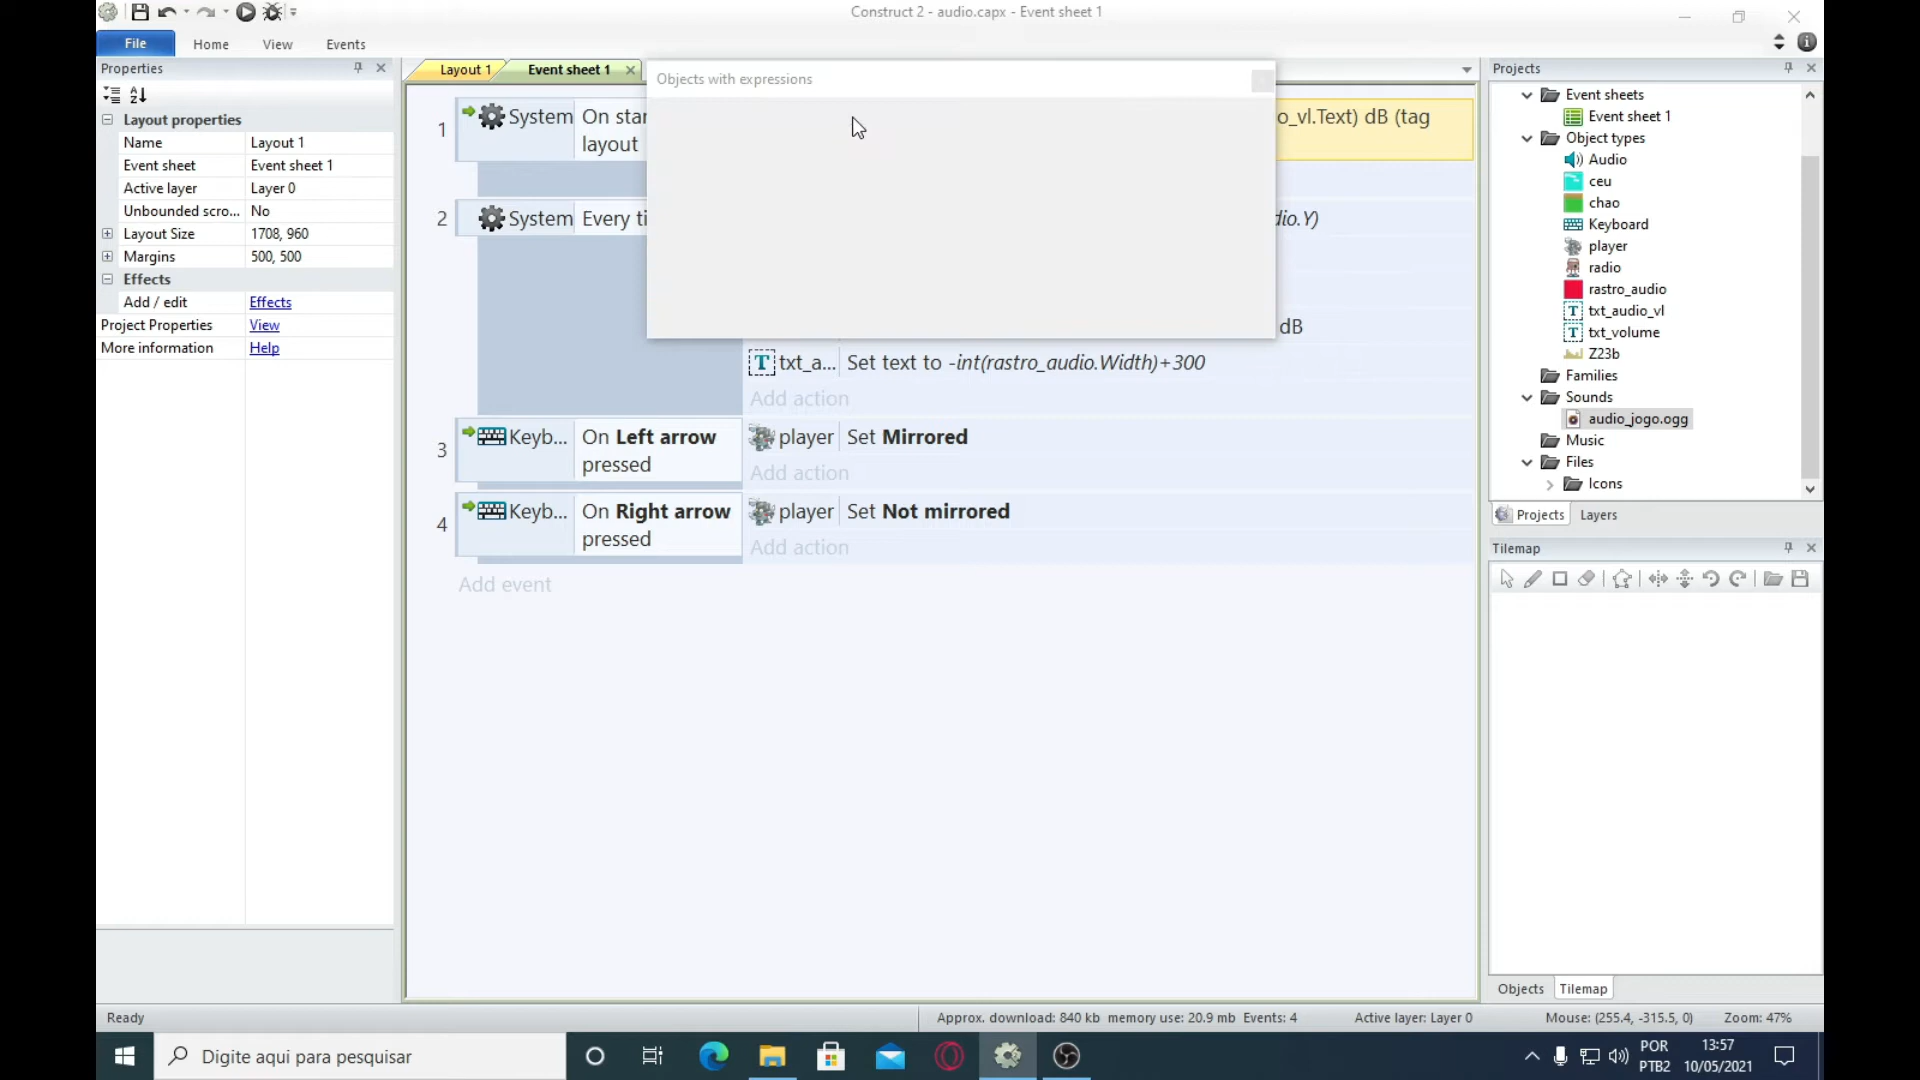 Construct 2 - audio.capx - Event sheet 1
File Home View Events
Properties
Layout properties
Name Layout 1
Event sheet Event sheet 1
Active layer Layer 0
Unbounded scro... No
Layout Size 1708, 960
Margins 500, 500
Effects
Add / edit Effects
Project Properties View
More information Help
Layout 1 Event sheet 1
Objects with expressions
1 System On star
layout
o_vl.Text) dB (tag
2 System Every ti
dio.Y)
dB
T txt_a... Set text to -int(rastro_audio.Width)+300
Add action
3 Keyb... On Left arrow
pressed
player Set Mirrored
Add action
4 Keyb... On Right arrow
pressed
player Set Not mirrored
Add action
Add event
Projects
Event sheets
Event sheet 1
Object types
Audio
ceu
chao
Keyboard
player
radio
rastro_audio
T txt_audio_vl
T txt_volume
Z23b
Families
Sounds
audio_jogo.ogg
Music
Files
Icons
Projects Layers
Tilemap
Objects Tilemap
Ready
Approx. download: 840 kb memory use: 20.9 mb Events: 4
Active layer: Layer 0
Mouse: (255.4, -315.5, 0)
Zoom: 47%
Digite aqui para pesquisar
POR
PTB2
13:57
10/05/2021